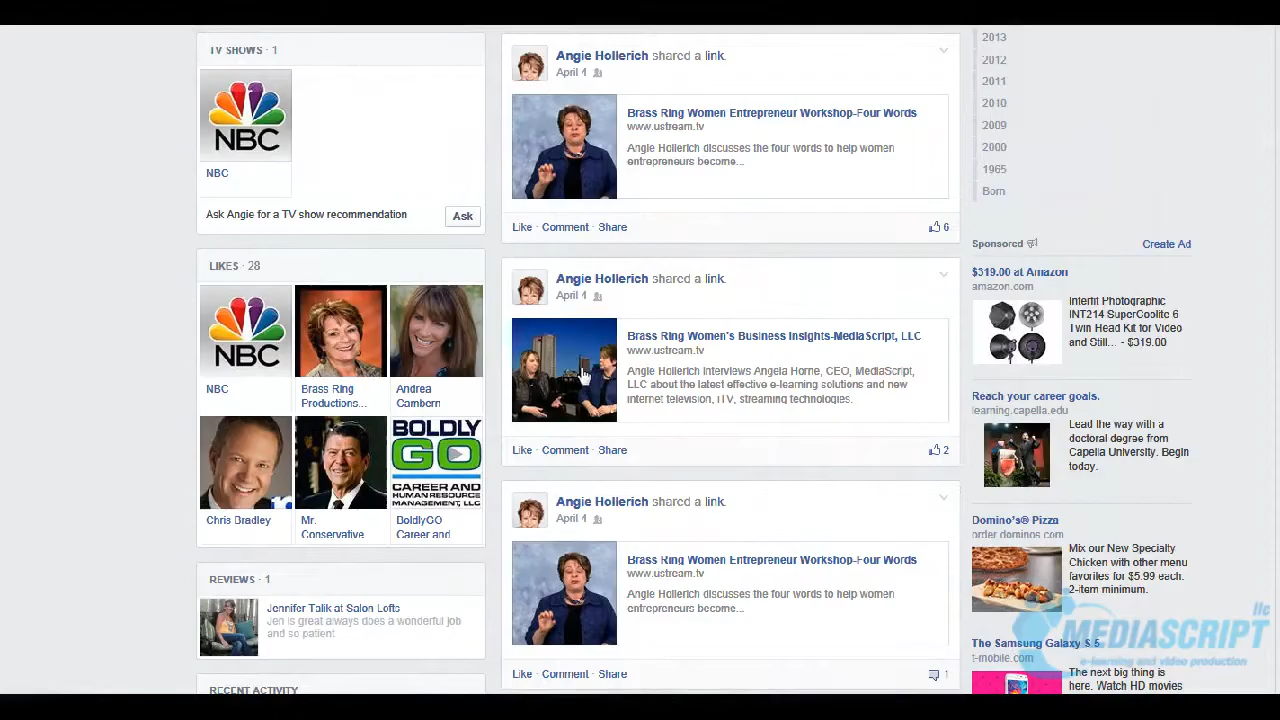 TV SHOWS · 1
NBC
NBC
Ask Angie for a TV show recommendation
Ask
LIKES · 28
NBC
NBC
Brass Ring
Productions...
Andrea
Cambern
BOLDLY
GO
CAREER AND
HUMAN RESOURCE
MANAGEMENT, LLC
Chris Bradley
Mr.
Conservative
BoldlyGO
Career and
REVIEWS · 1
Jennifer Talik at Salon Lofts
Jen is great always does a wonderful job
and so patient
RECENT ACTIVITY
Angie Hollerich shared a link.
April 4
Brass Ring Women Entrepreneur Workshop-Four Words
www.ustream.tv
Angie Hollerich discusses the four words to help women
entrepreneurs become...
Like · Comment · Share
6
Angie Hollerich shared a link.
April 4
Brass Ring Women's Business Insights-MediaScript, LLC
www.ustream.tv
Angie Hollerich interviews Angela Horne, CEO, MediaScript,
LLC about the latest effective e-learning solutions and new
internet television, iTV, streaming technologies.
Like · Comment · Share
2
Angie Hollerich shared a link.
April 4
Brass Ring Women Entrepreneur Workshop-Four Words
www.ustream.tv
Angie Hollerich discusses the four words to help women
entrepreneurs become...
Like · Comment · Share
1
2013
2012
2011
2010
2009
2000
1965
Born
Sponsored
Create Ad
$319.00 at Amazon
amazon.com
Interfit Photographic
INT214 SuperCoolite 6
Twin Head Kit for Video
and Still... - $319.00
Reach your career goals.
learning.capella.edu
Lead the way with a
doctoral degree from
Capella University. Begin
today.
Domino's® Pizza
order.dominos.com
Mix our New Specialty
Chicken with other menu
favorites for $5.99 each.
2-item minimum.
The Samsung Galaxy S 5
t-mobile.com
The next big thing is
here. Watch HD movies
llc
MEDIASCRIPT
e-learning and video production